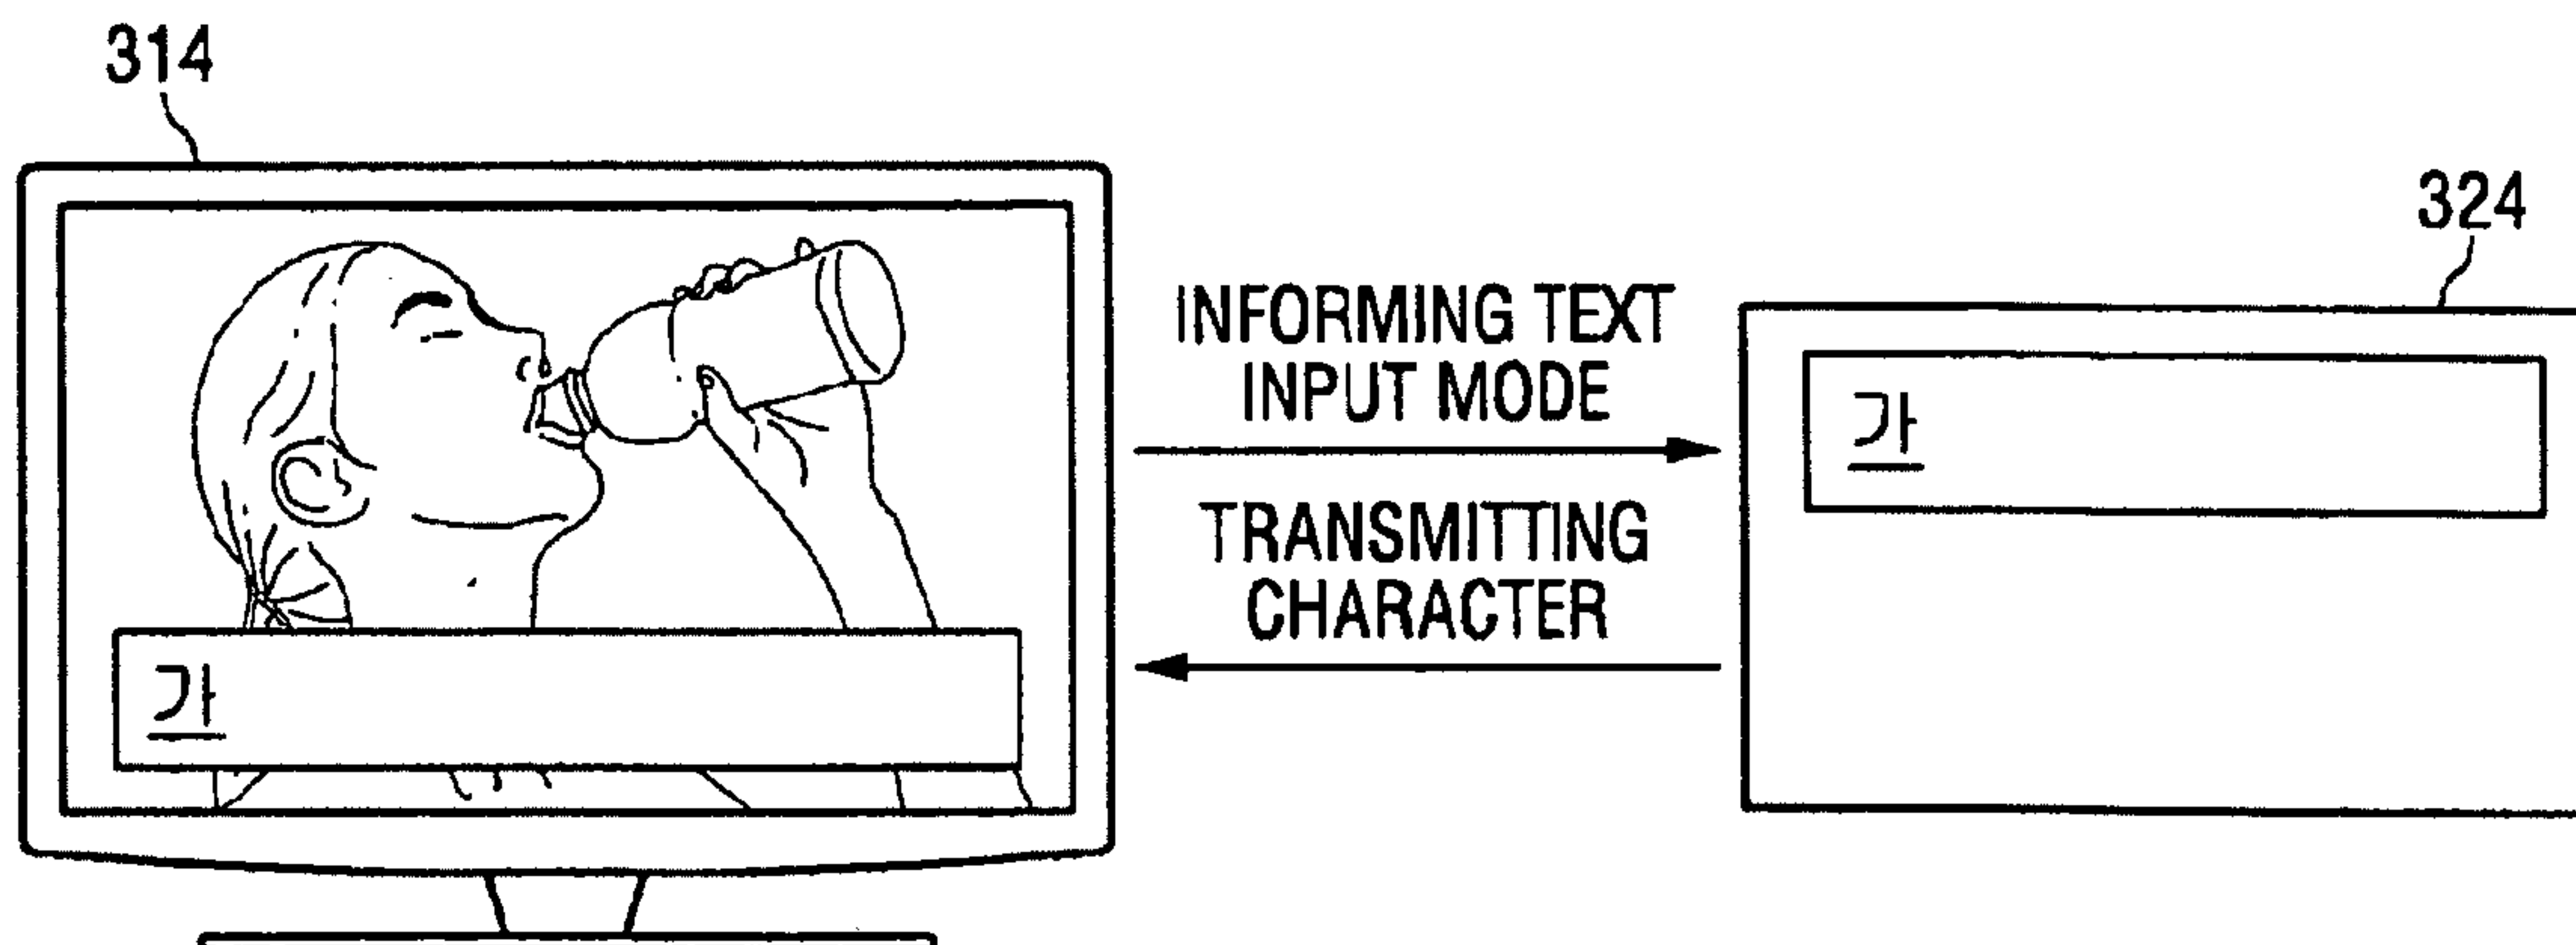 314
324
INFORMING TEXT
INPUT MODE
가
TRANSMITTING
CHARACTER
가